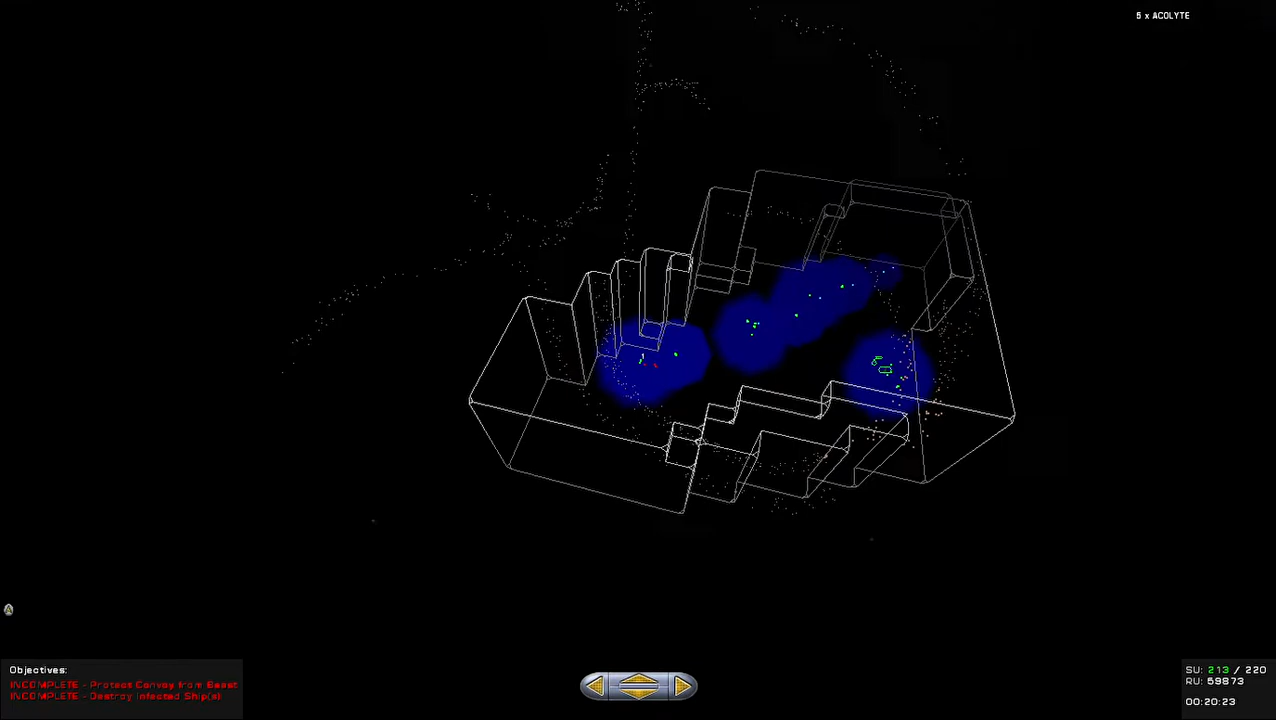 5 x ACOLYTE
Objectives:
INCOMPLETE - Protect Convoy from Beast
INCOMPLETE - Destroy Infected Ship(s)
SU: 213 / 220
RU: 59873
00:20:23